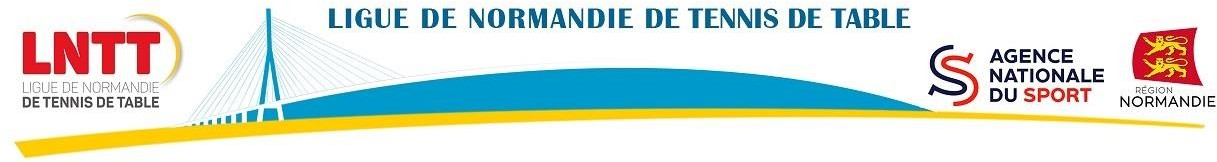 LIGUE DE NORMANDIE DE TENNIS DE TABLE
LNTT
LIGUE DE NORMANDIE
DE TENNIS DE TABLE
AGENCE
NATIONALE
DU SPORT
RÉGION
NORMANDIE